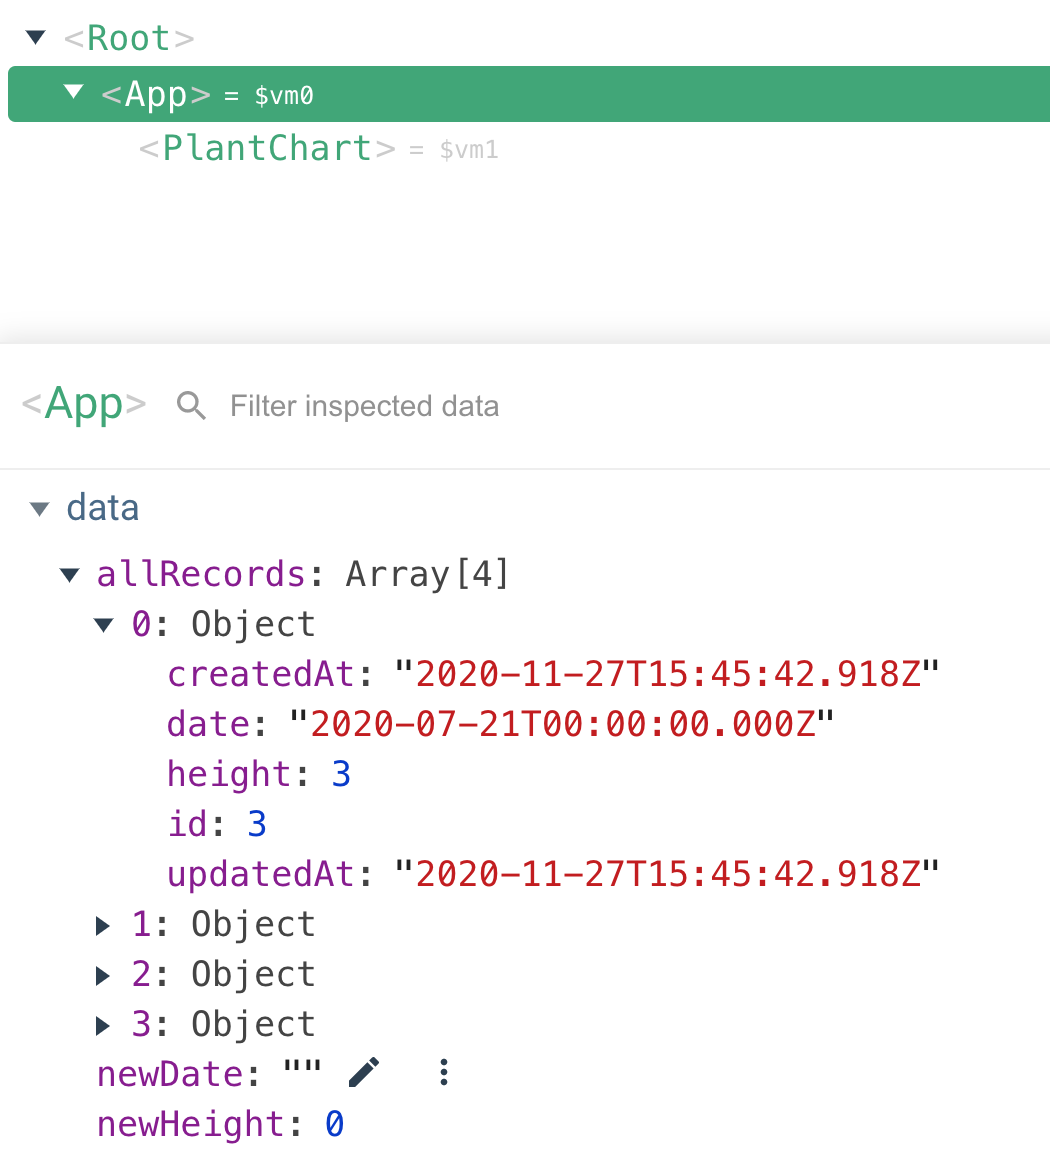 <Root>
<App> = $vm0
<PlantChart> = $vm1
<App> Filter inspected data
data
allRecords: Array[4]
0: Object
createdAt: "2020-11-27T15:45:42.918Z"
date: "2020-07-21T00:00:00.000Z"
height: 3
id: 3
updatedAt: "2020-11-27T15:45:42.918Z"
1: Object
2: Object
3: Object
newDate: ""
newHeight: 0